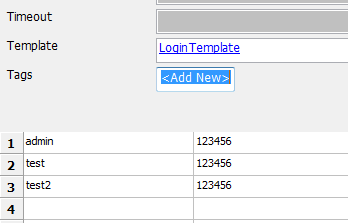 Timeout
Template LoginTemplate
Tags <Add New>
1 admin 123456
2 test 123456
3 test2 123456
4